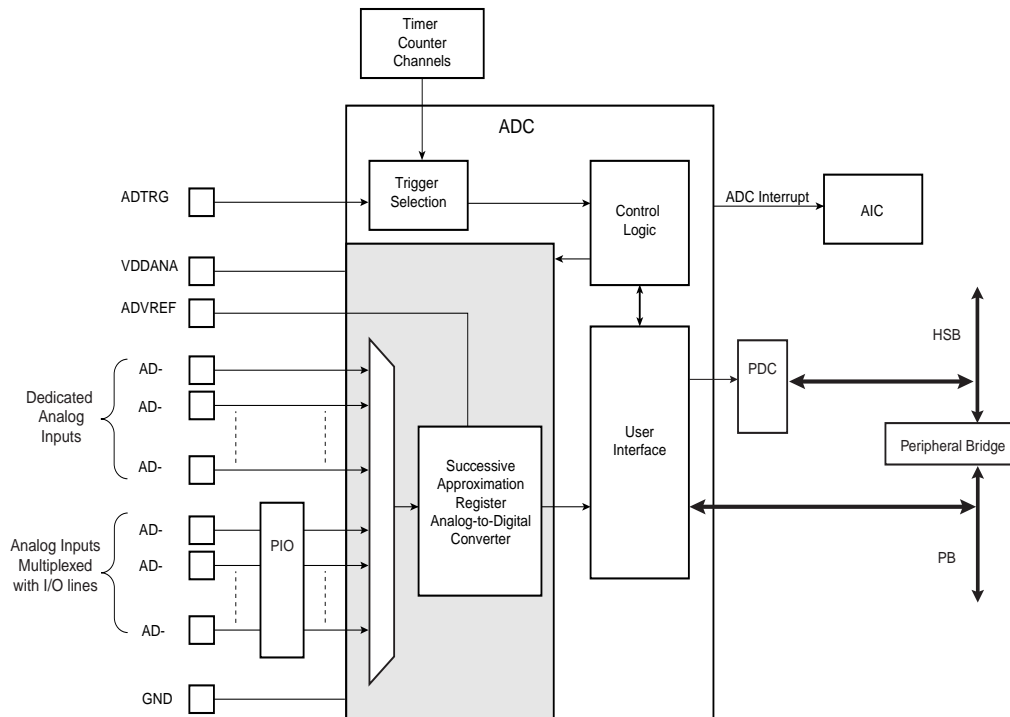 Timer
Counter
Channels
ADC
ADTRG
Trigger
Selection
Control
Logic
ADC Interrupt
AIC
VDDANA
ADVREF
HSB
Dedicated
Analog
Inputs
AD-
AD-
AD-
PDC
User
Interface
Peripheral Bridge
Successive
Approximation
Register
Analog-to-Digital
Converter
Analog Inputs
Multiplexed
with I/O lines
AD-
AD-
AD-
PIO
PB
GND